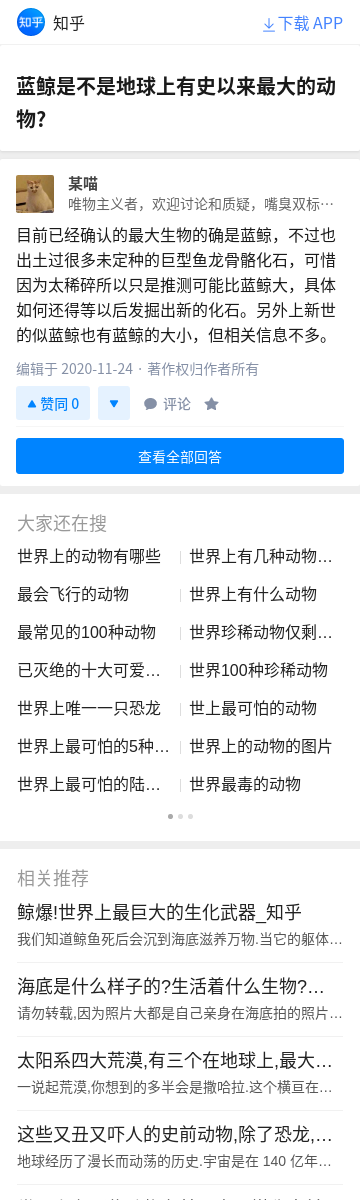 知乎 知乎 下载 APP
蓝鲸是不是地球上有史以来最大的动
物?
某喵
唯物主义者，欢迎讨论和质疑，嘴臭双标…
目前已经确认的最大生物的确是蓝鲸，不过也
出土过很多未定种的巨型鱼龙骨骼化石，可惜
因为太稀碎所以只是推测可能比蓝鲸大，具体
如何还得等以后发掘出新的化石。另外上新世
的似蓝鲸也有蓝鲸的大小，但相关信息不多。
编辑于 2020-11-24 · 著作权归作者所有
赞同 0 评论
查看全部回答
大家还在搜
世界上的动物有哪些 世界上有几种动物…
最会飞行的动物 世界上有什么动物
最常见的100种动物 世界珍稀动物仅剩…
已灭绝的十大可爱… 世界100种珍稀动物
世界上唯一一只恐龙 世上最可怕的动物
世界上最可怕的5种… 世界上的动物的图片
世界上最可怕的陆… 世界最毒的动物
相关推荐
鲸爆!世界上最巨大的生化武器_知乎
我们知道鲸鱼死后会沉到海底滋养万物.当它的躯体…
海底是什么样子的?生活着什么生物?…
请勿转载,因为照片大都是自己亲身在海底拍的照片…
太阳系四大荒漠,有三个在地球上,最大…
一说起荒漠,你想到的多半会是撒哈拉.这个横亘在…
这些又丑又吓人的史前动物,除了恐龙,…
地球经历了漫长而动荡的历史.宇宙是在 140 亿年…